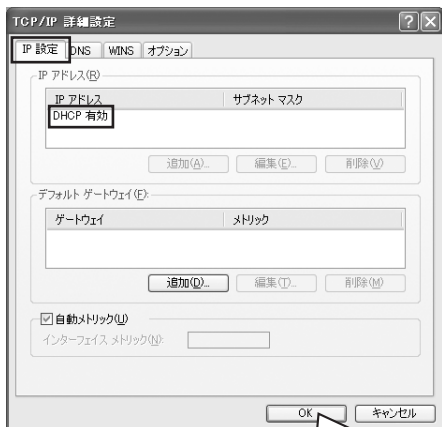 TCP/IP 詳細設定
IP 設定 DNS WINS オプション
IP アドレス(R)
IP アドレス サブネット マスク
DHCP 有効
追加(A)... 編集(E)... 削除(V)
デフォルト ゲートウェイ(F):
ゲートウェイ メトリック
追加(D)... 編集(T)... 削除(M)
自動メトリック(U)
インターフェイス メトリック(N):
OK キャンセル